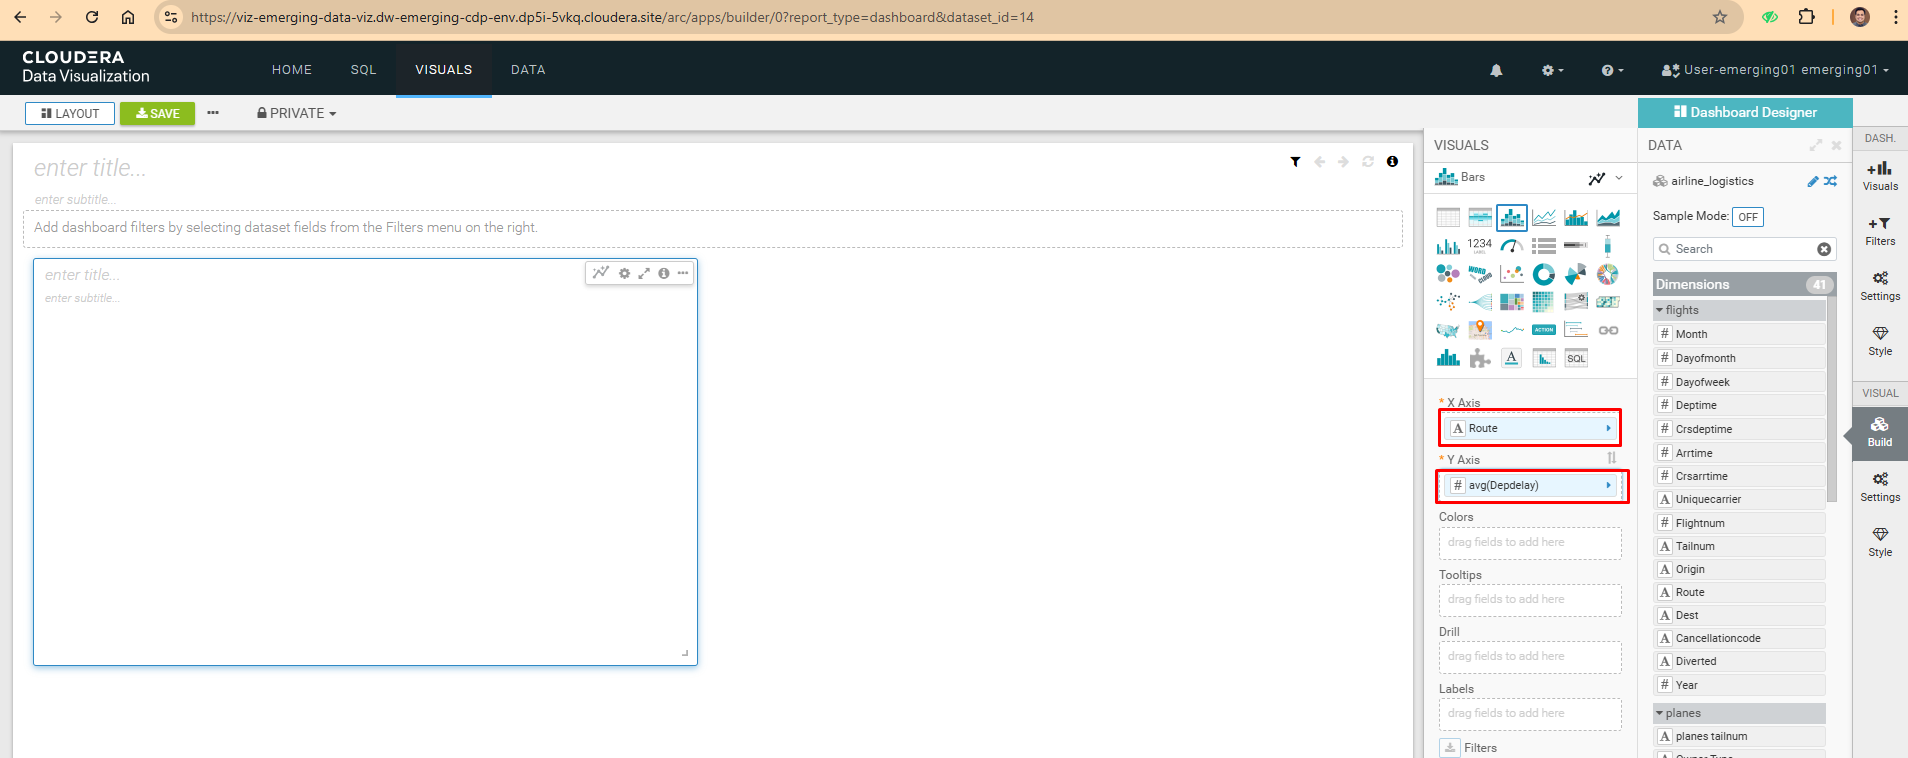 https://viz-emerging-data-viz.dw-emerging-cdp-env.dp5i-5vkq.cloudera.site/arc/apps/builder/0?report_type=dashboard&dataset_id=14
CLOUDERA
Data Visualization
HOME
SQL
VISUALS
DATA
User-emerging01 emerging01
LAYOUT
SAVE
PRIVATE
Dashboard Designer
enter title...
enter subtitle...
Add dashboard filters by selecting dataset fields from the Filters menu on the right.
enter title...
enter subtitle...
VISUALS
Bars
1234
LABEL
WORD
CLOUD
ACTION
A
SQL
* X Axis
A Route
* Y Axis
# avg(Depdelay)
Colors
drag fields to add here
Tooltips
drag fields to add here
Drill
drag fields to add here
Labels
drag fields to add here
Filters
DATA
airline_logistics
Sample Mode: OFF
Search
Dimensions 41
flights
# Month
# Dayofmonth
# Dayofweek
# Deptime
# Crsdeptime
# Arrtime
# Crsarrtime
A Uniquecarrier
# Flightnum
A Tailnum
A Origin
A Route
A Dest
A Cancellationcode
A Diverted
# Year
planes
A planes tailnum
Owner Type
DASH.
Visuals
Filters
Settings
Style
VISUAL
Build
Settings
Style